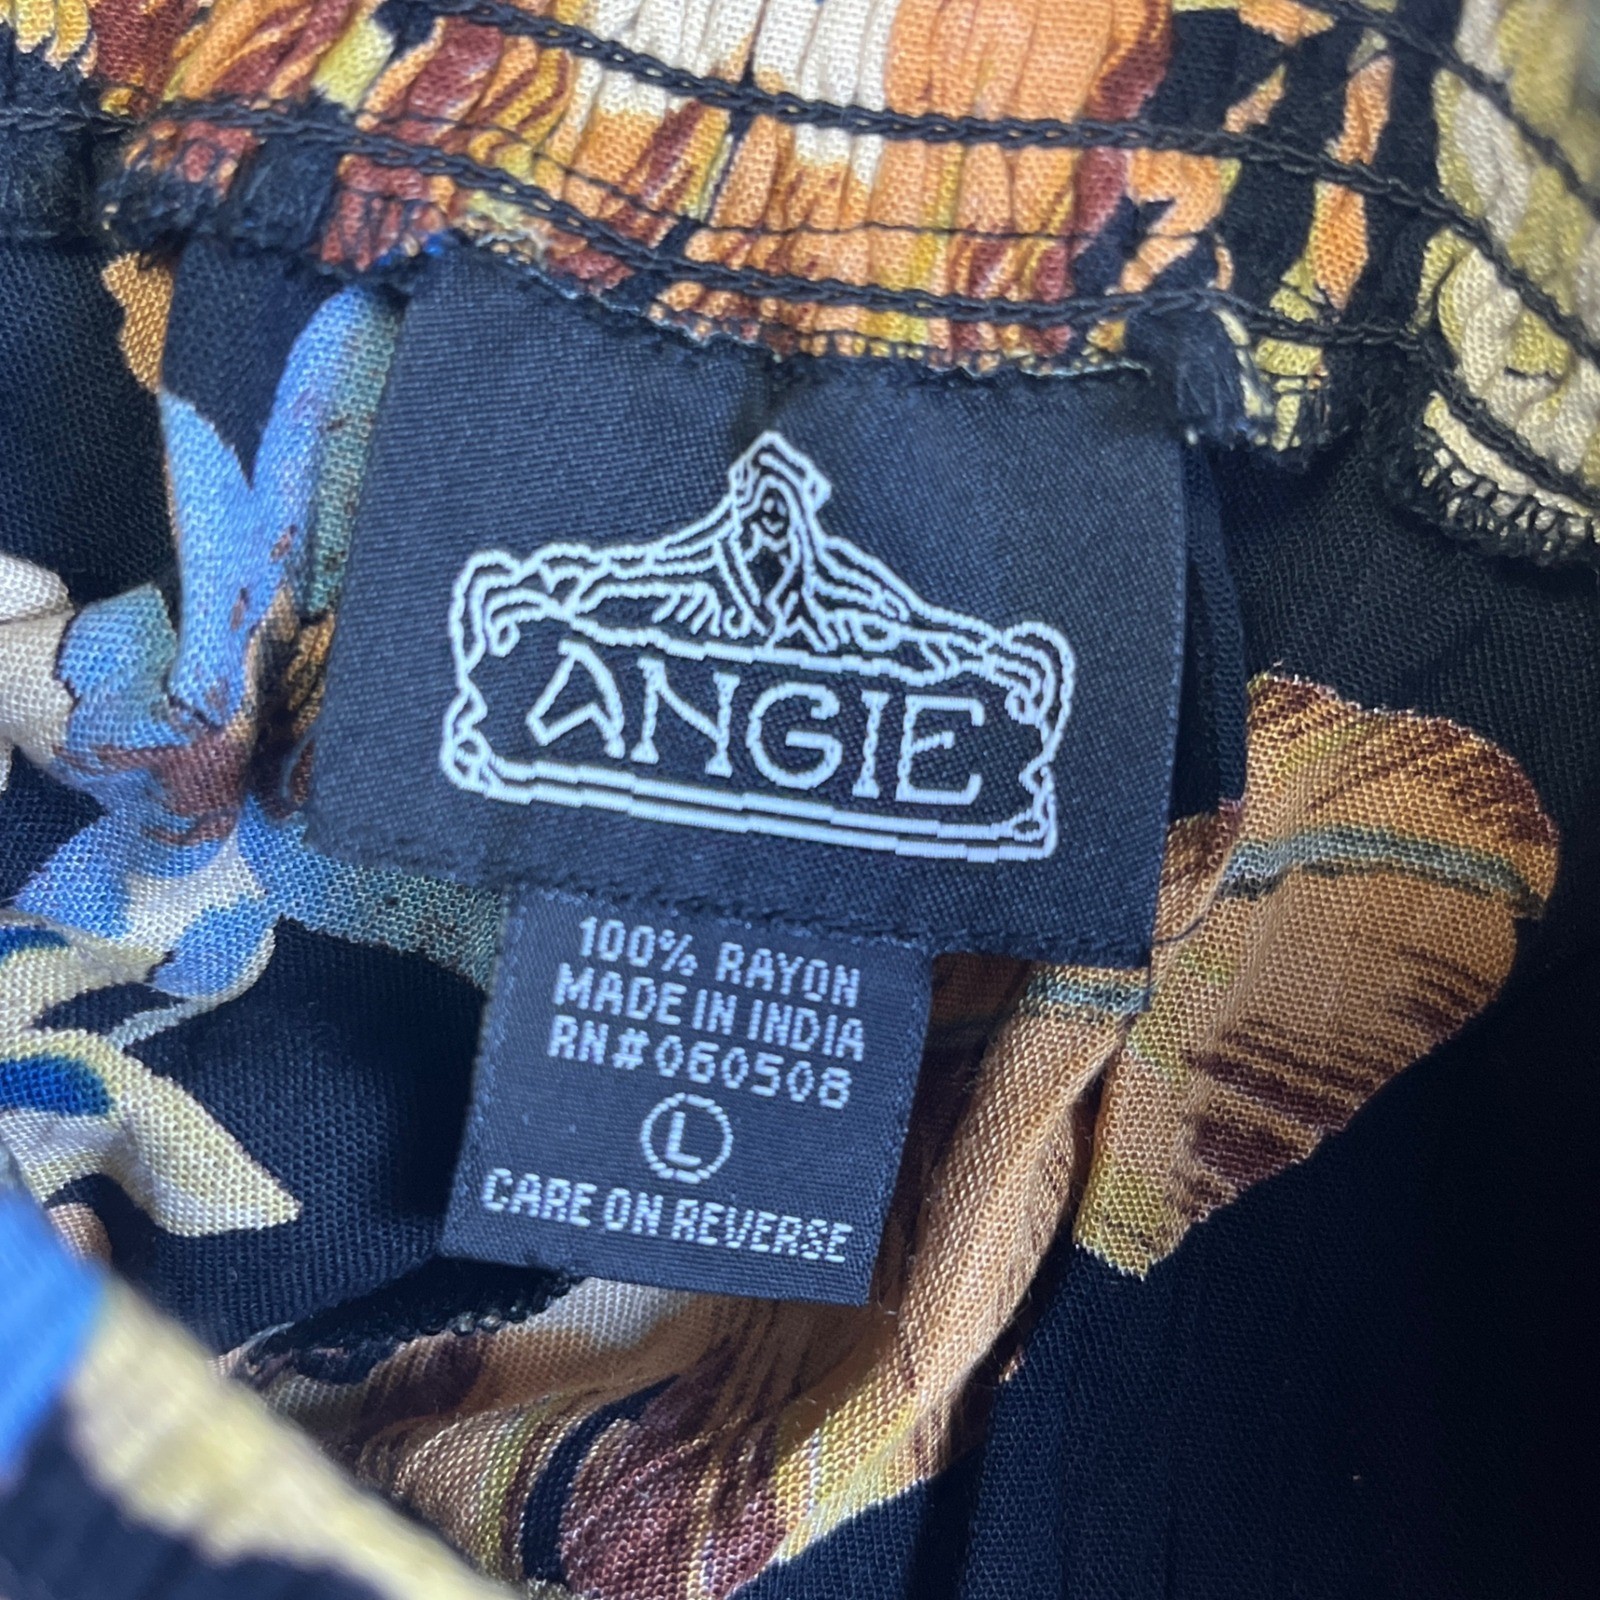 ANGIE
100% RAYON
MADE IN INDIA
RN#060508
L
CARE ON REVERSE